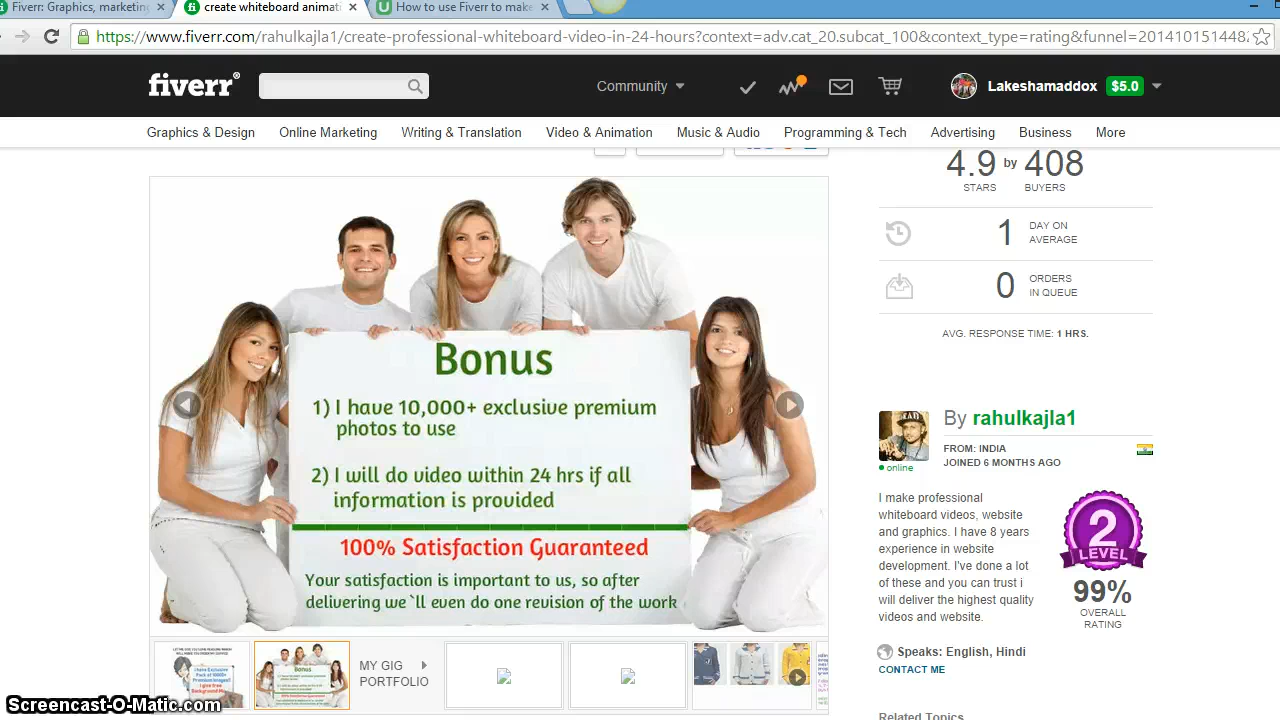 Fiverr: Graphics, marketing
create whiteboard animati
How to use Fiverr to make
https://www.fiverr.com/rahulkajla1/create-professional-whiteboard-video-in-24-hours?context=adv.cat_20.subcat_100&context_type=rating&funnel=201410151448
fiverr®
Community
Lakeshamaddox $5.0
Graphics & Design Online Marketing Writing & Translation Video & Animation Music & Audio Programming & Tech Advertising Business More
4.9 by 408
STARS BUYERS
1 DAY ON AVERAGE
0 ORDERS IN QUEUE
AVG. RESPONSE TIME: 1 HRS.
Bonus
1) I have 10,000+ exclusive premium
photos to use
2) I will do video within 24 hrs if all
information is provided
100% Satisfaction Guaranteed
Your satisfaction is important to us, so after
delivering we`ll even do one revision of the work
By rahulkajla1
FROM: INDIA
JOINED 6 MONTHS AGO
online
I make professional
whiteboard videos, website
and graphics. I have 8 years
experience in website
development. I've done a lot
of these and you can trust i
will deliver the highest quality
videos and website.
2
LEVEL
99%
OVERALL
RATING
Speaks: English, Hindi
CONTACT ME
Related Topics
MY GIG
PORTFOLIO
Screencast-O-Matic.com